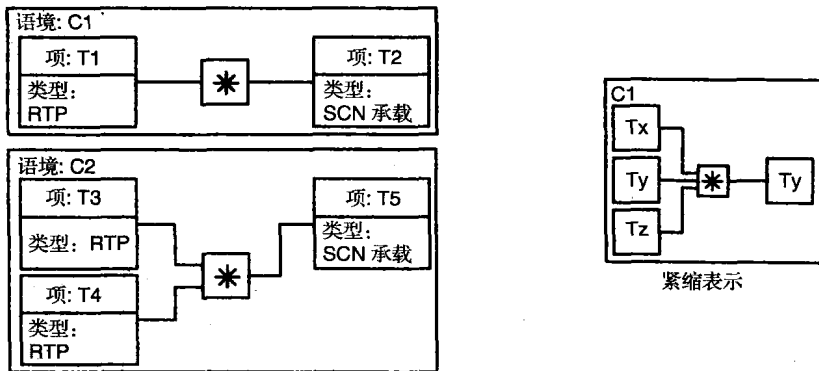 语境: C1
项: T1
类型:
RTP
项: T2
类型:
SCN 承载
语境: C2
项: T3
类型: RTP
项: T4
类型:
RTP
项: T5
类型:
SCN 承载
C1
Tx
Ty
Tz
Ty
紧缩表示